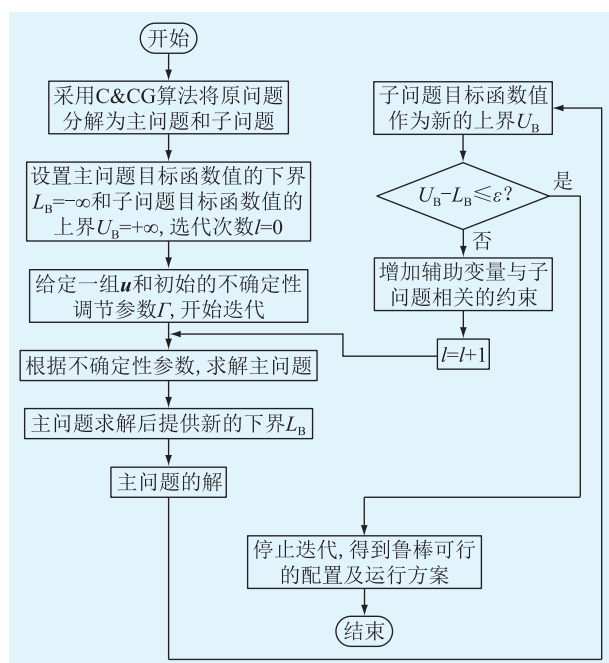 开始
采用C&CG算法将原问题
分解为主问题和子问题
设置主问题目标函数值的下界
L_B=−∞和子问题目标函数值的
上界U_B=+∞,选代次数l=0
给定一组u和初始的不确定性
调节参数Γ,开始迭代
根据不确定性参数,求解主问题
主问题求解后提供新的下界L_B
主问题的解
子问题目标函数值
作为新的上界U_B
U_B−L_B≤ε?
是
否
增加辅助变量与子
问题相关的约束
l=l+1
停止迭代,得到鲁棒可行
的配置及运行方案
结束